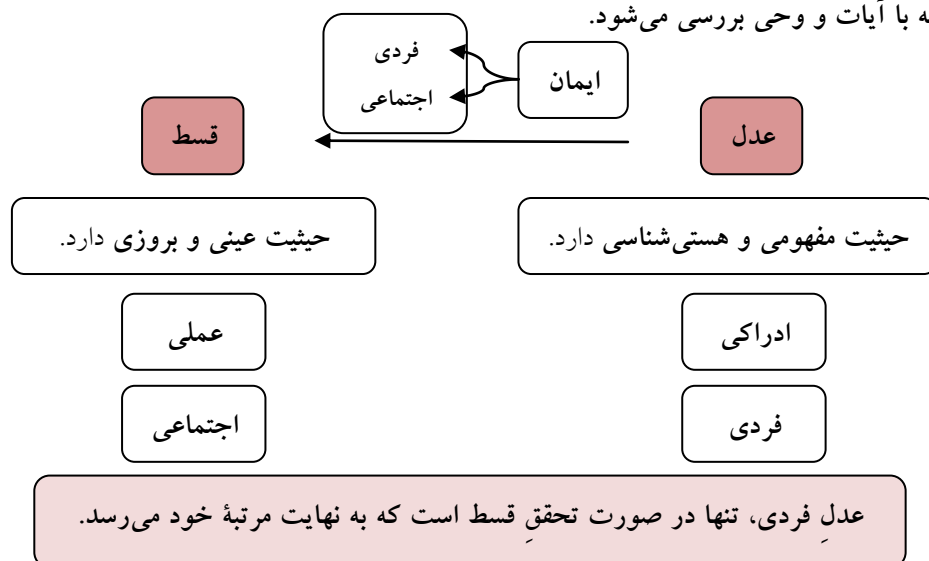 ه با آیات و وحی بررسی می‌شود.
ایمان
فردی
اجتماعی
عدل
قسط
حیثیت مفهومی و هستی‌شناسی دارد.
حیثیت عینی و بروزی دارد.
ادراکی
عملی
فردی
اجتماعی
عدلِ فردی، تنها در صورت تحققِ قسط است که به نهایت مرتبهٔ خود می‌رسد.